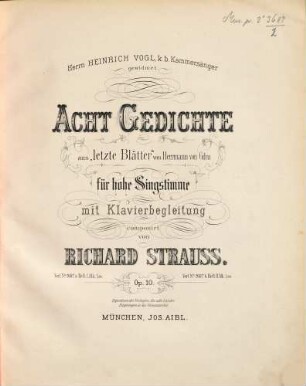 Herrn HEINRICH VOGL, k. b. Kammersänger
gewidmet.
ACHT GEDICHTE
aus „letzte Blätter“ von Hermann von Gilm
für hohe Singstimme
mit Klavierbegleitung
componirt
von
RICHARD STRAUSS.
Op. 10.
MÜNCHEN, JOS. AIBL.